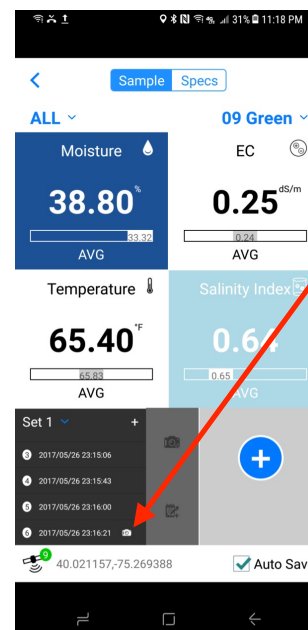 31% 11:18 PM
Sample Specs
ALL 09 Green
Moisture EC
38.80 % 0.25 dS/m
33.32 0.24
AVG AVG
Temperature Salinity Index
65.40 °F 0.64
65.83 0.65
AVG AVG
Set 1 +
3 2017/05/26 23:15:06
4 2017/05/26 23:15:43
5 2017/05/26 23:16:00
6 2017/05/26 23:16:21
9
40.021157,-75.269388 Auto Sav